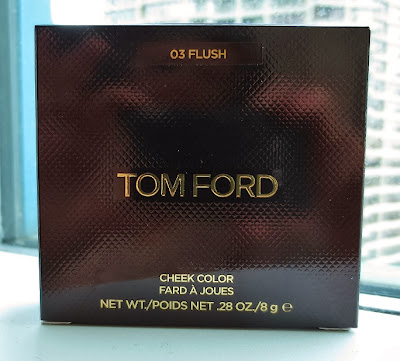 03 FLUSH
TOM FORD
CHEEK COLOR
FARD À JOUES
NET WT./POIDS NET .28 OZ./8 g ℮